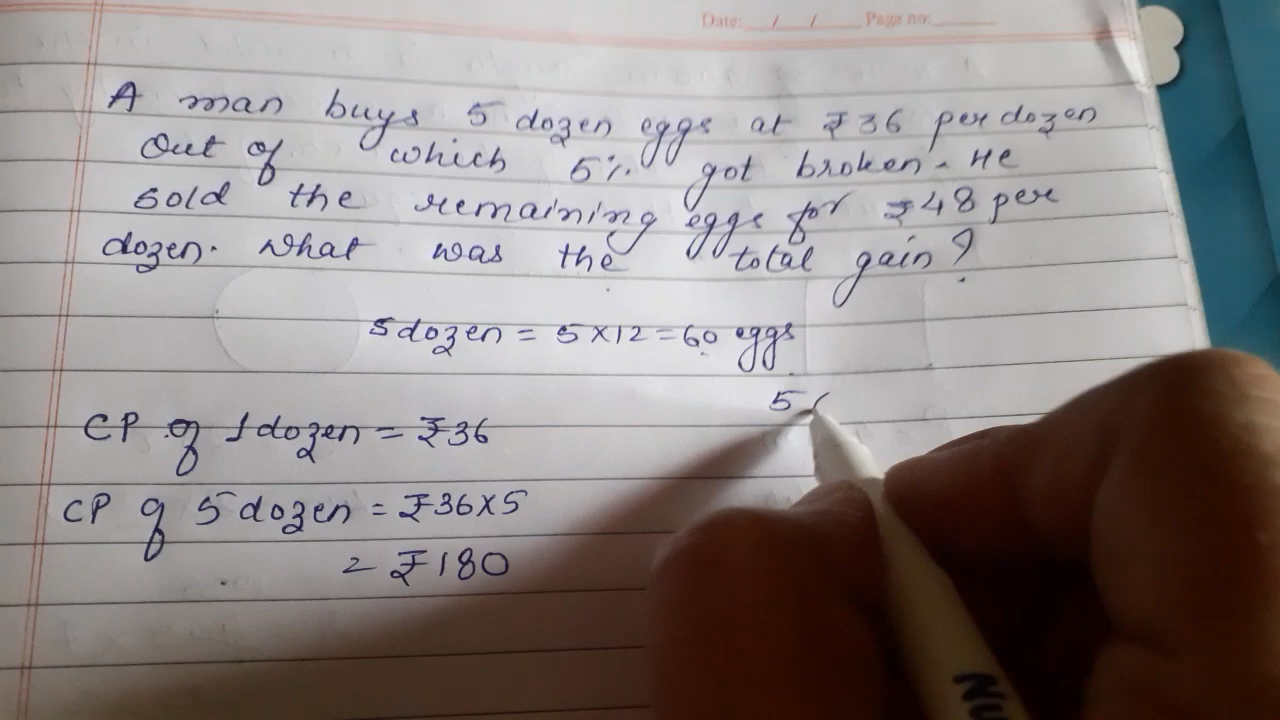 Date: / / Page no.
A man buys 5 dozen eggs at ₹36 per dozen
Out of which 5% got broken. He
sold the remaining eggs for ₹48 per
dozen. What was the total gain?
5 dozen = 5×12=60 eggs
5
CP of 1 dozen = ₹36
CP of 5 dozen = ₹36×5
= ₹180